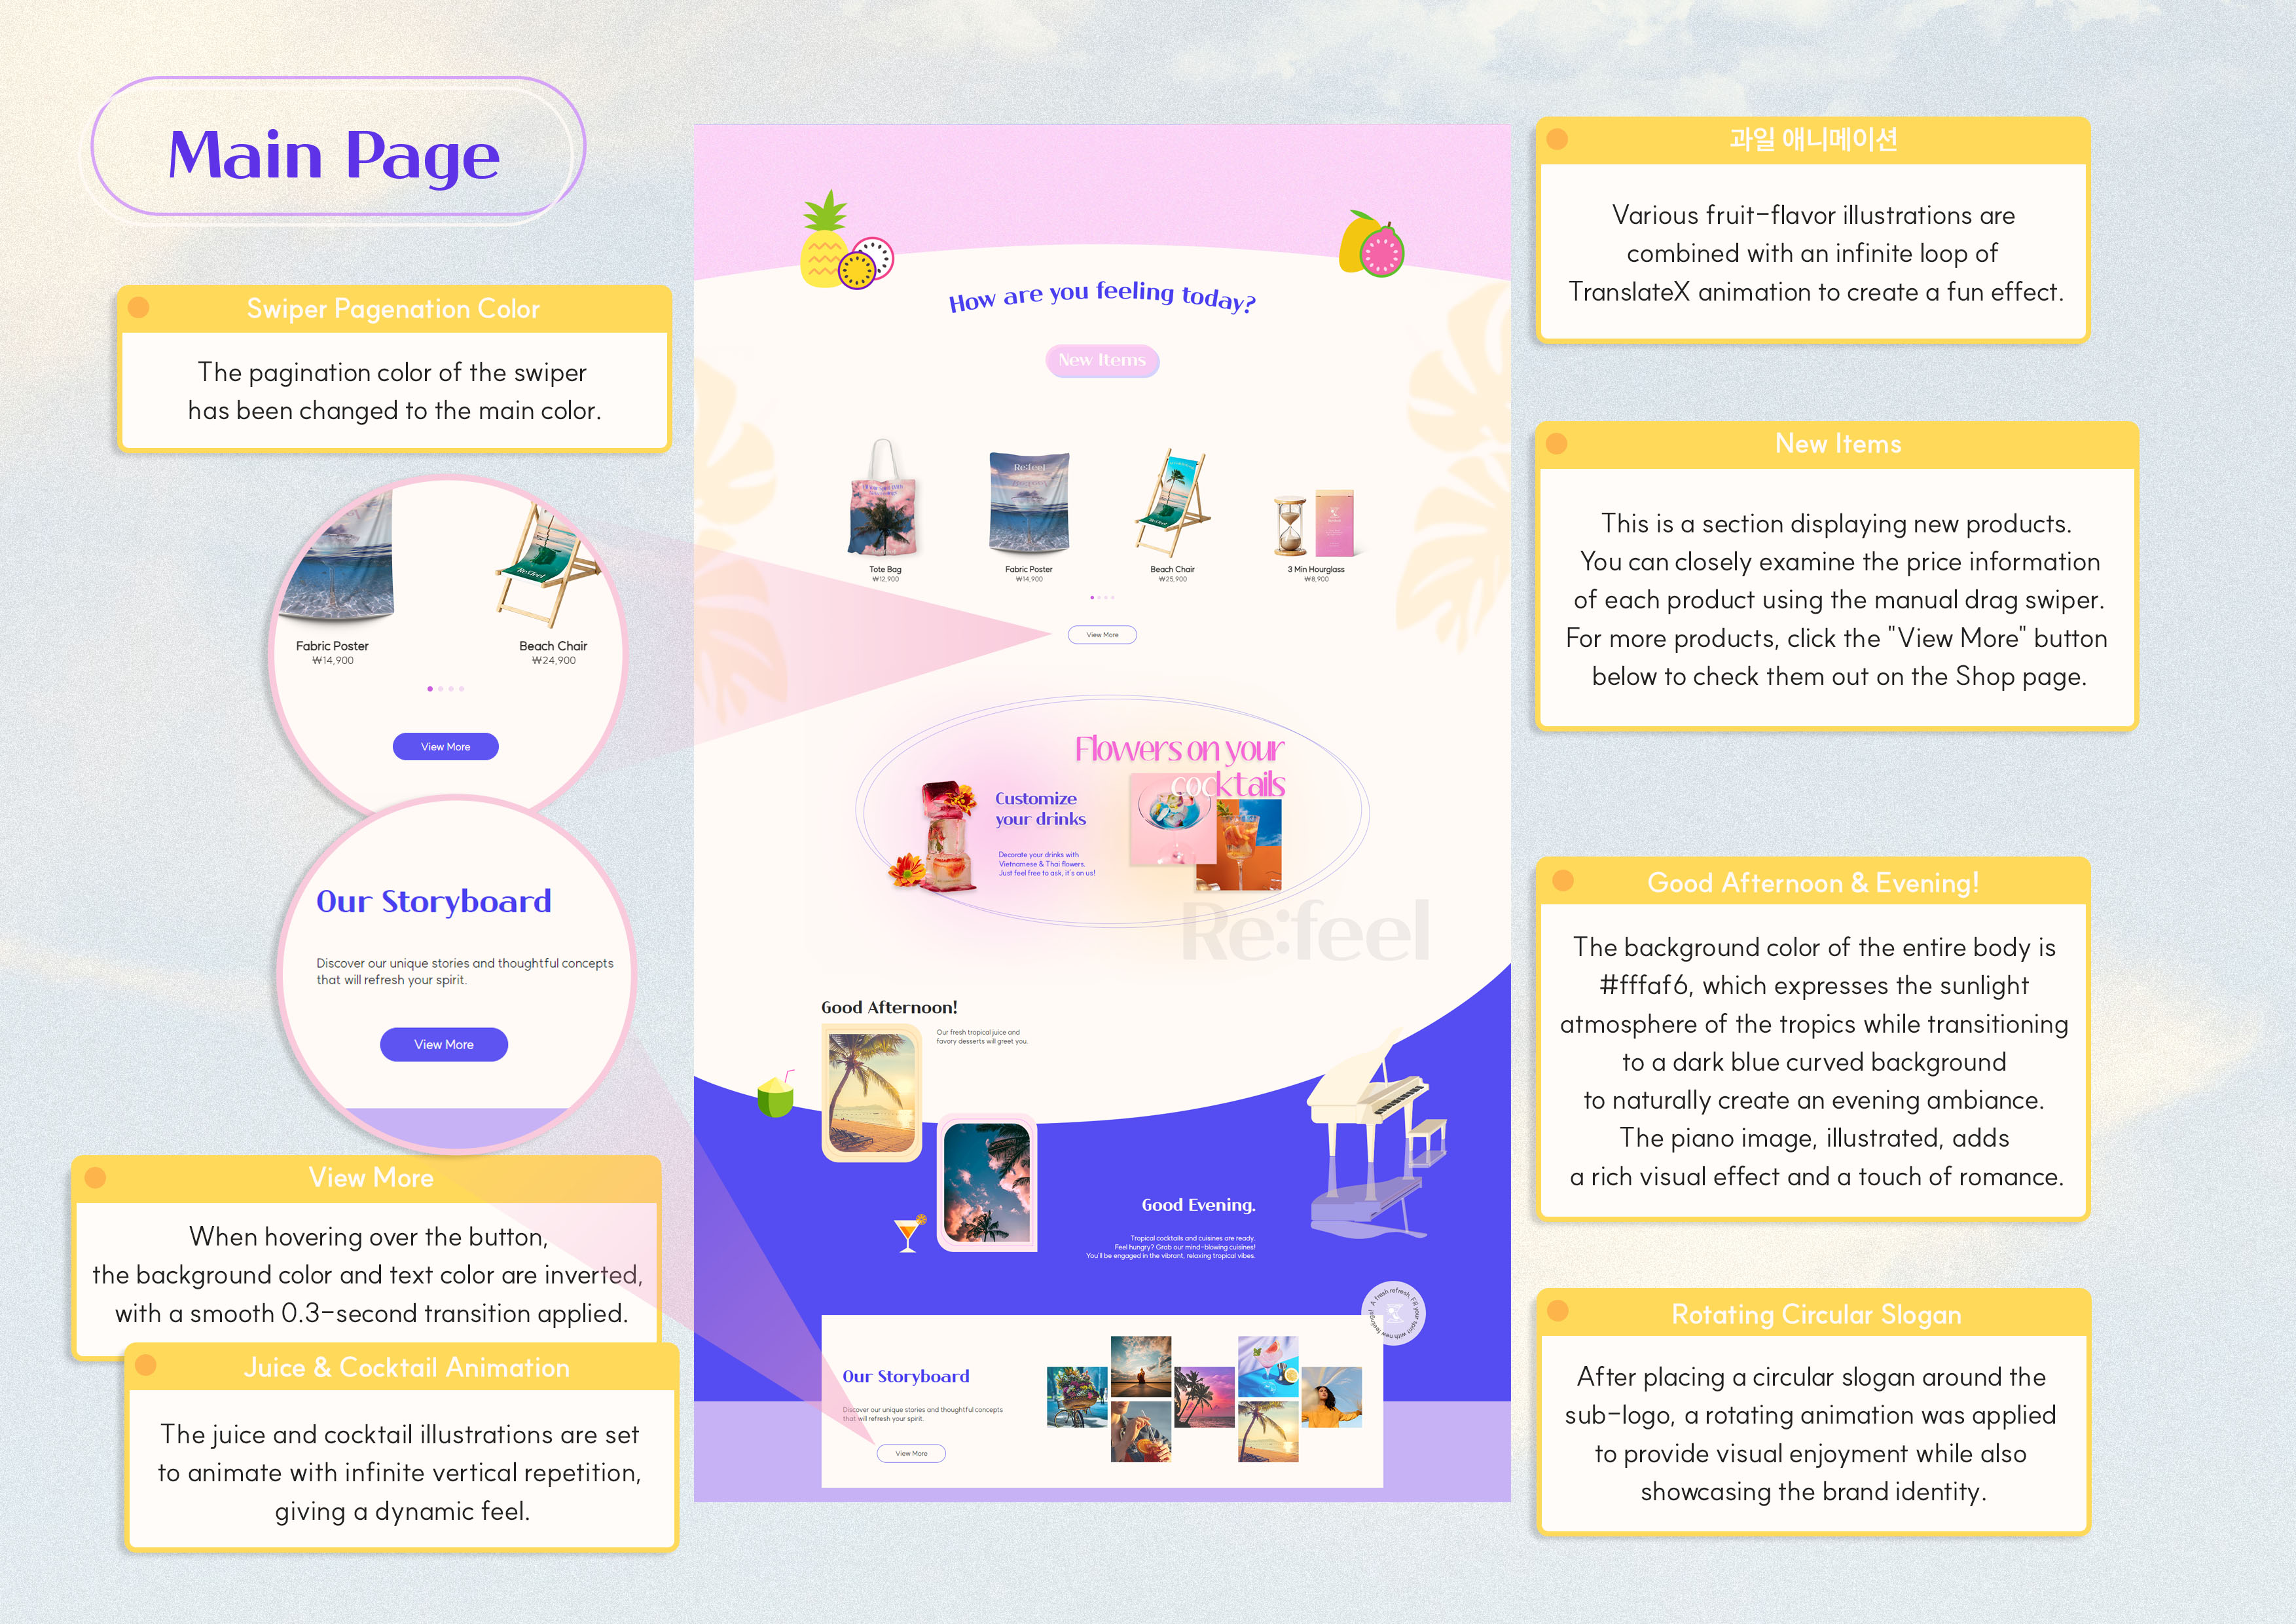 Main Page
Swiper Pagenation Color
The pagination color of the swiper
has been changed to the main color.
Fabric Poster
₩14,900
Beach Chair
₩24,900
View More
Our Storyboard
Discover our unique stories and thoughtful concepts
that will refresh your spirit.
View More
View More
When hovering over the button,
the background color and text color are inverted,
with a smooth 0.3-second transition applied.
Juice & Cocktail Animation
The juice and cocktail illustrations are set
to animate with infinite vertical repetition,
giving a dynamic feel.
How are you feeling today?
New Items
Re:feel
Tote Bag
₩12,900
Fabric Poster
₩14,900
Beach Chair
₩25,900
3 Min Hourglass
₩8,900
View More
Flowers on your
cocktails
Customize
your drinks
Decorate your drinks with
Vietnamese & Thai flowers.
Just feel free to ask, it's on us!
Re:feel
Good Afternoon!
Our fresh tropical juice and
favory desserts will greet you.
Good Evening.
Tropical cocktails and cuisines are ready.
Feel hungry? Grab our mind-blowing cuisines!
You'll be engaged in the vibrant, relaxing tropical vibes.
A fresh refresh. Fill your spirit with new feelings!
Our Storyboard
Discover our unique stories and thoughtful concepts
that will refresh your spirit.
View More
과일 애니메이션
Various fruit-flavor illustrations are
combined with an infinite loop of
TranslateX animation to create a fun effect.
New Items
This is a section displaying new products.
You can closely examine the price information
of each product using the manual drag swiper.
For more products, click the "View More" button
below to check them out on the Shop page.
Good Afternoon & Evening!
The background color of the entire body is
#fffaf6, which expresses the sunlight
atmosphere of the tropics while transitioning
to a dark blue curved background
to naturally create an evening ambiance.
The piano image, illustrated, adds
a rich visual effect and a touch of romance.
Rotating Circular Slogan
After placing a circular slogan around the
sub-logo, a rotating animation was applied
to provide visual enjoyment while also
showcasing the brand identity.